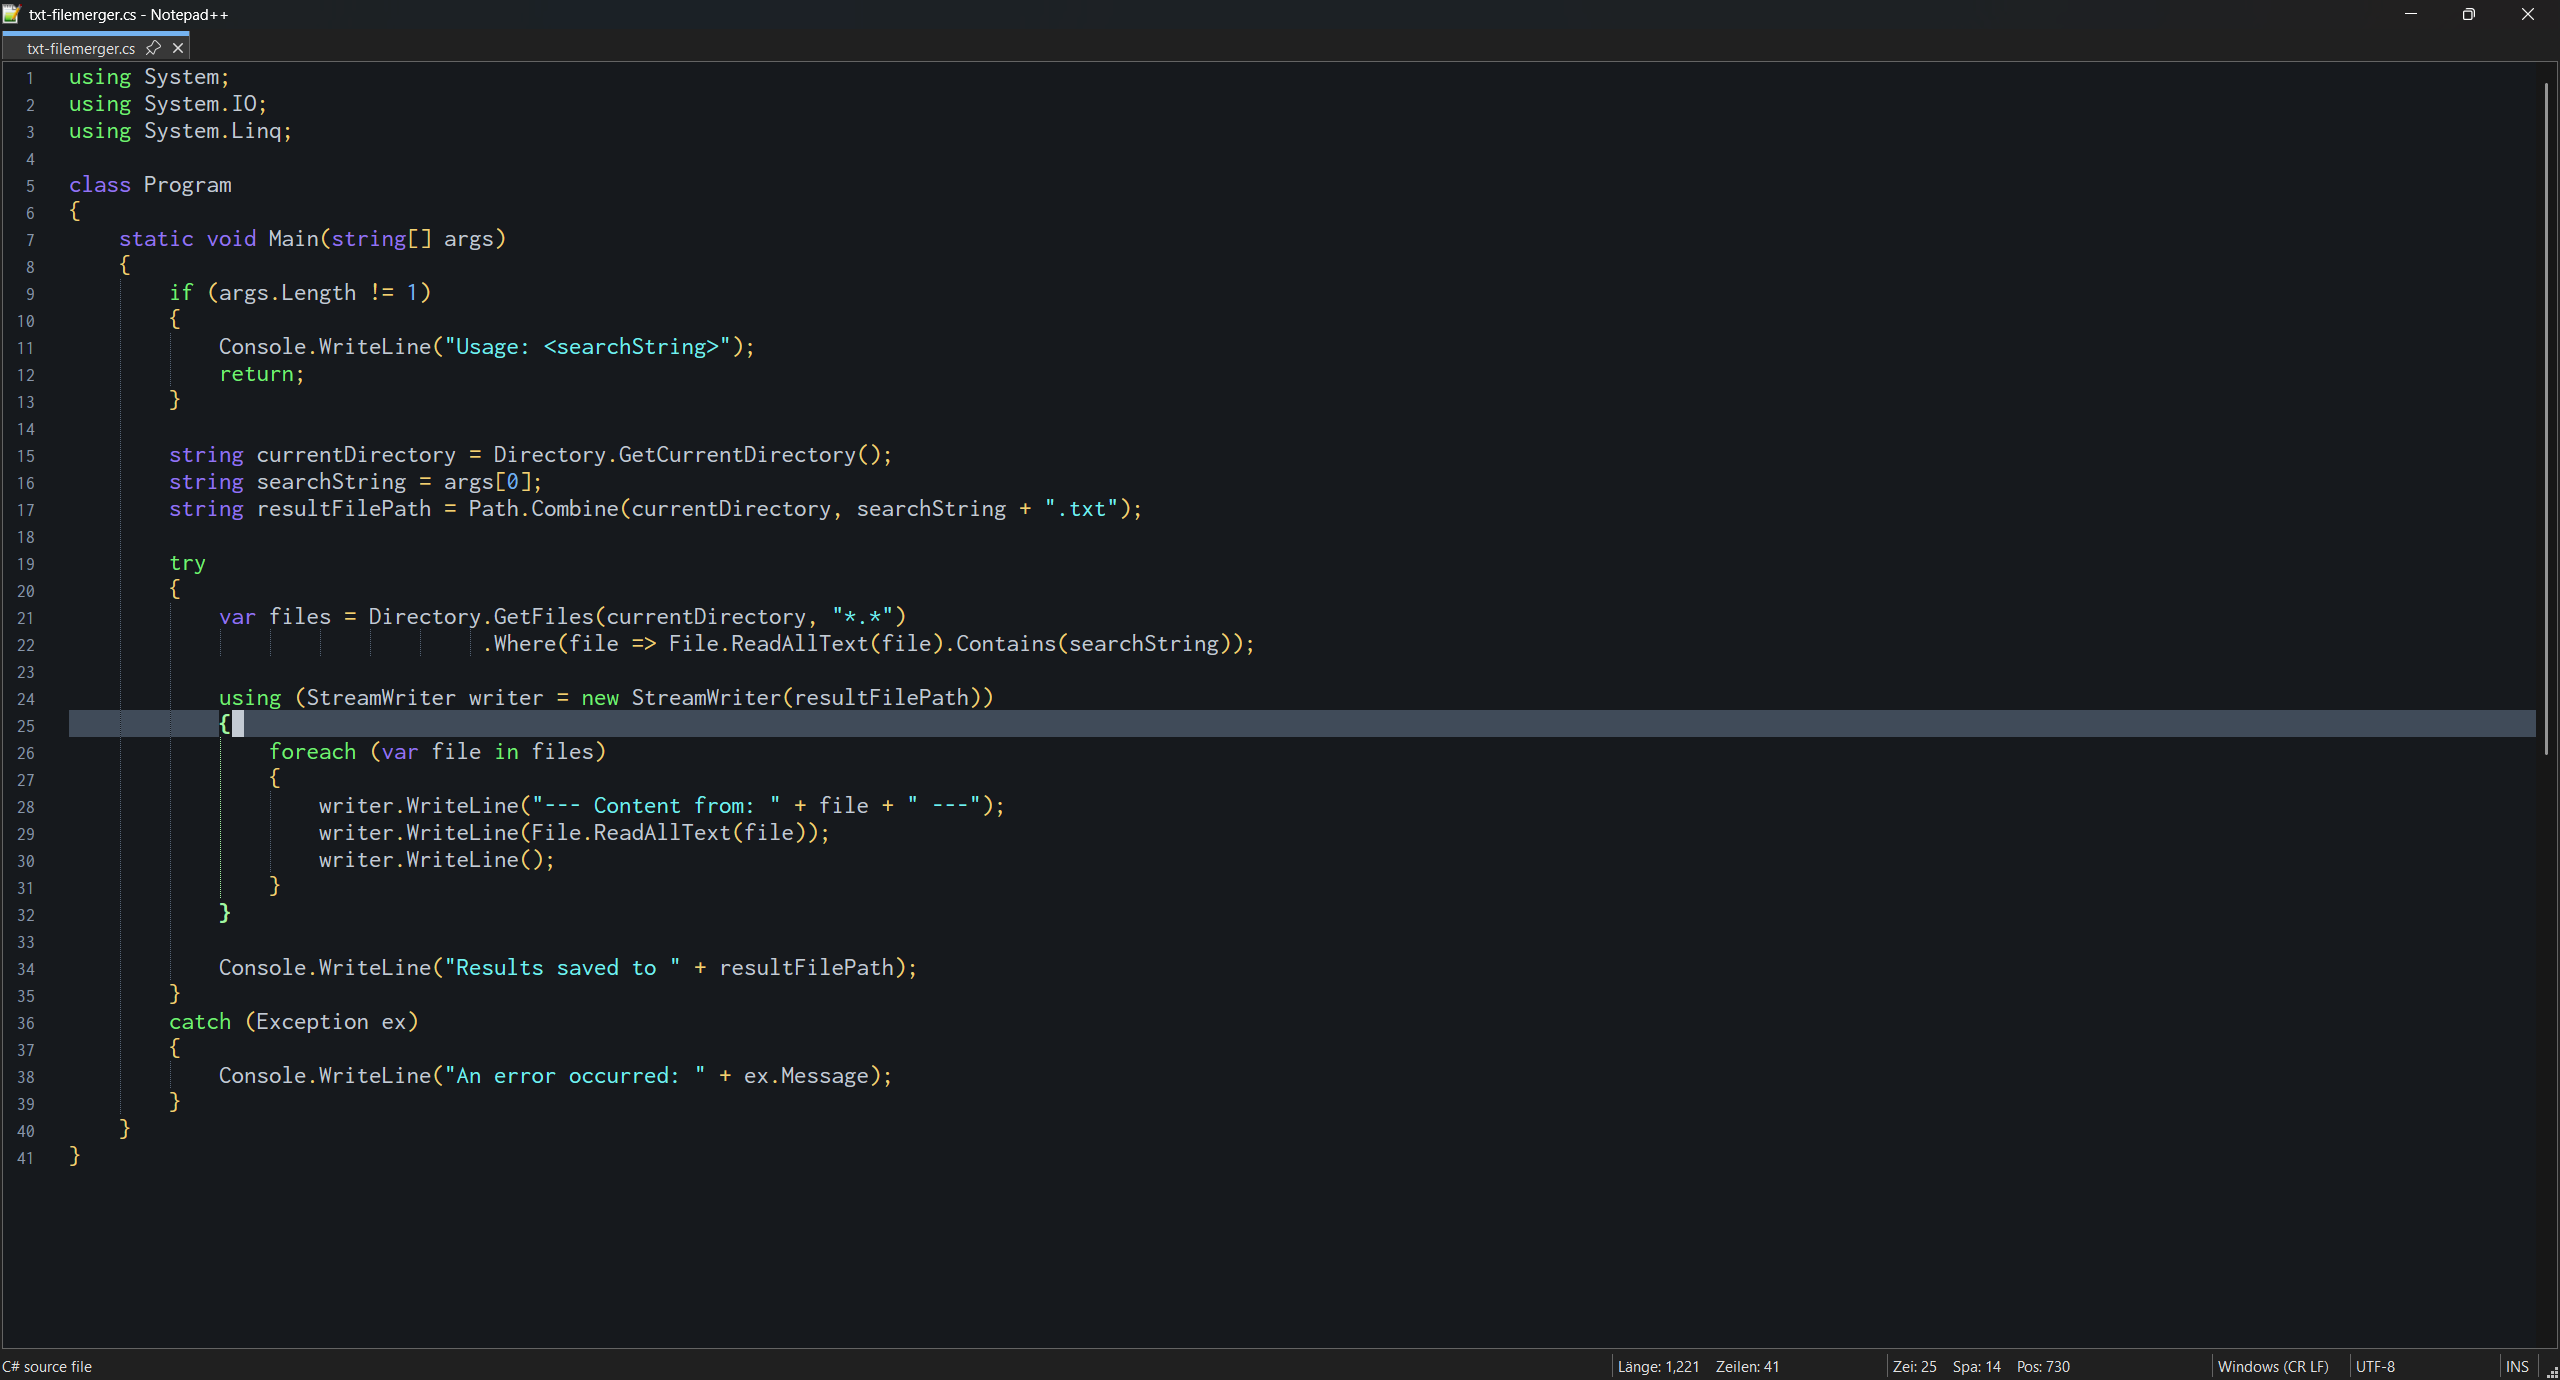 txt-filemerger.cs - Notepad++
txt-filemerger.cs
1 using System;
2 using System.IO;
3 using System.Linq;
4
5 class Program
6 {
7     static void Main(string[] args)
8     {
9         if (args.Length != 1)
10         {
11             Console.WriteLine("Usage: <searchString>");
12             return;
13         }
14
15         string currentDirectory = Directory.GetCurrentDirectory();
16         string searchString = args[0];
17         string resultFilePath = Path.Combine(currentDirectory, searchString + ".txt");
18
19         try
20         {
21             var files = Directory.GetFiles(currentDirectory, "*.*")
22                                  .Where(file => File.ReadAllText(file).Contains(searchString));
23
24             using (StreamWriter writer = new StreamWriter(resultFilePath))
25             {
26                 foreach (var file in files)
27                 {
28                     writer.WriteLine("--- Content from: " + file + " ---");
29                     writer.WriteLine(File.ReadAllText(file));
30                     writer.WriteLine();
31                 }
32             }
33
34             Console.WriteLine("Results saved to " + resultFilePath);
35         }
36         catch (Exception ex)
37         {
38             Console.WriteLine("An error occurred: " + ex.Message);
39         }
40     }
41 }
C# source file Länge: 1,221 Zeilen: 41 Zei: 25 Spa: 14 Pos: 730 Windows (CR LF) UTF-8 INS